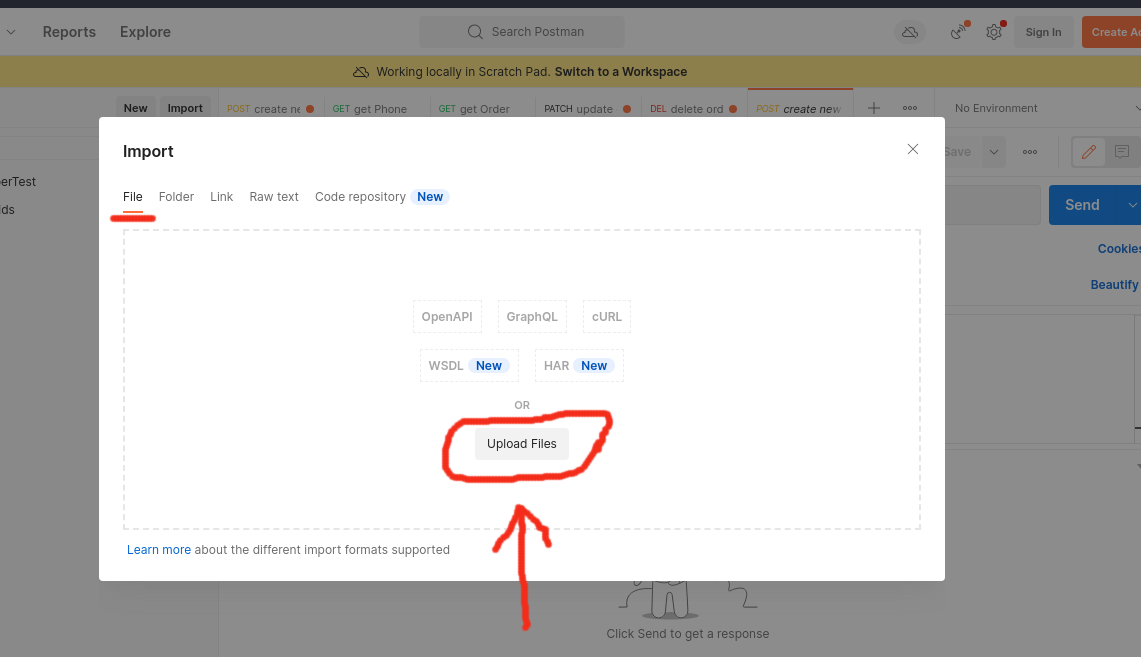 Reports Explore Search Postman Sign In Create Ac
Working locally in Scratch Pad. Switch to a Workspace
New Import POST create ne GET get Phone GET get Order PATCH update DEL delete ord POST create new No Environment
Import
Save
erTest
File Folder Link Raw text Code repository New
ds
Send
Cookies
Beautify
OpenAPI GraphQL cURL
WSDL New HAR New
OR
Upload Files
Learn more about the different import formats supported
Click Send to get a response